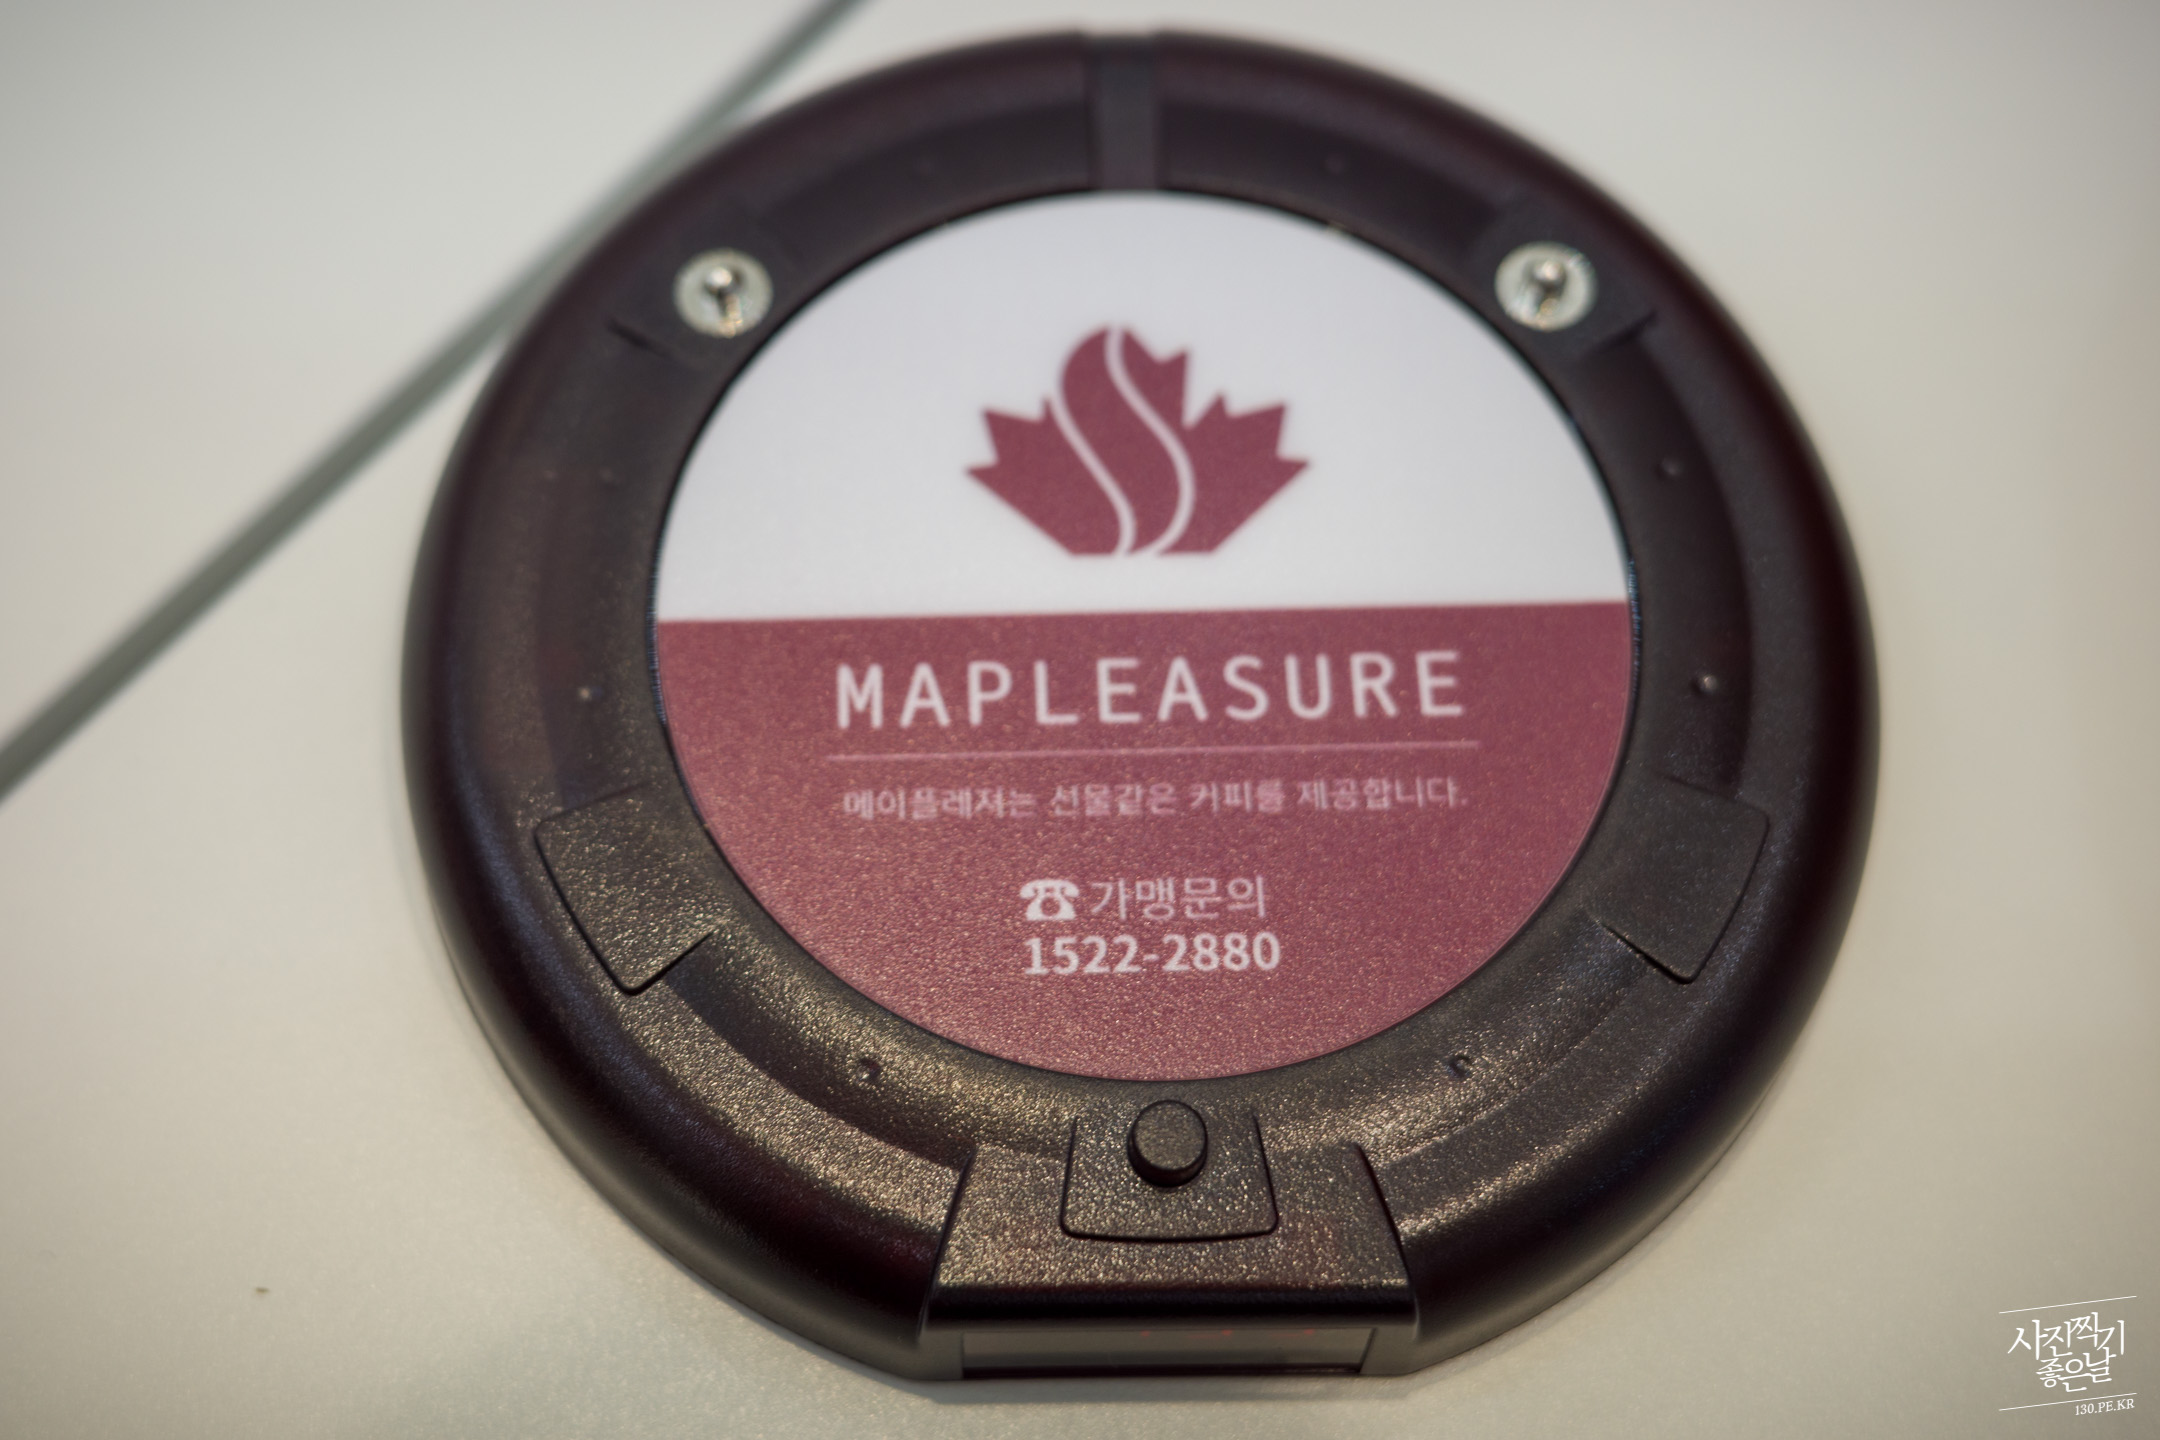 MAPLEASURE
메이플레져는 선물같은 커피를 제공합니다.
☎가맹문의
1522-2880
사진찍기
좋은날
130.PE.KR